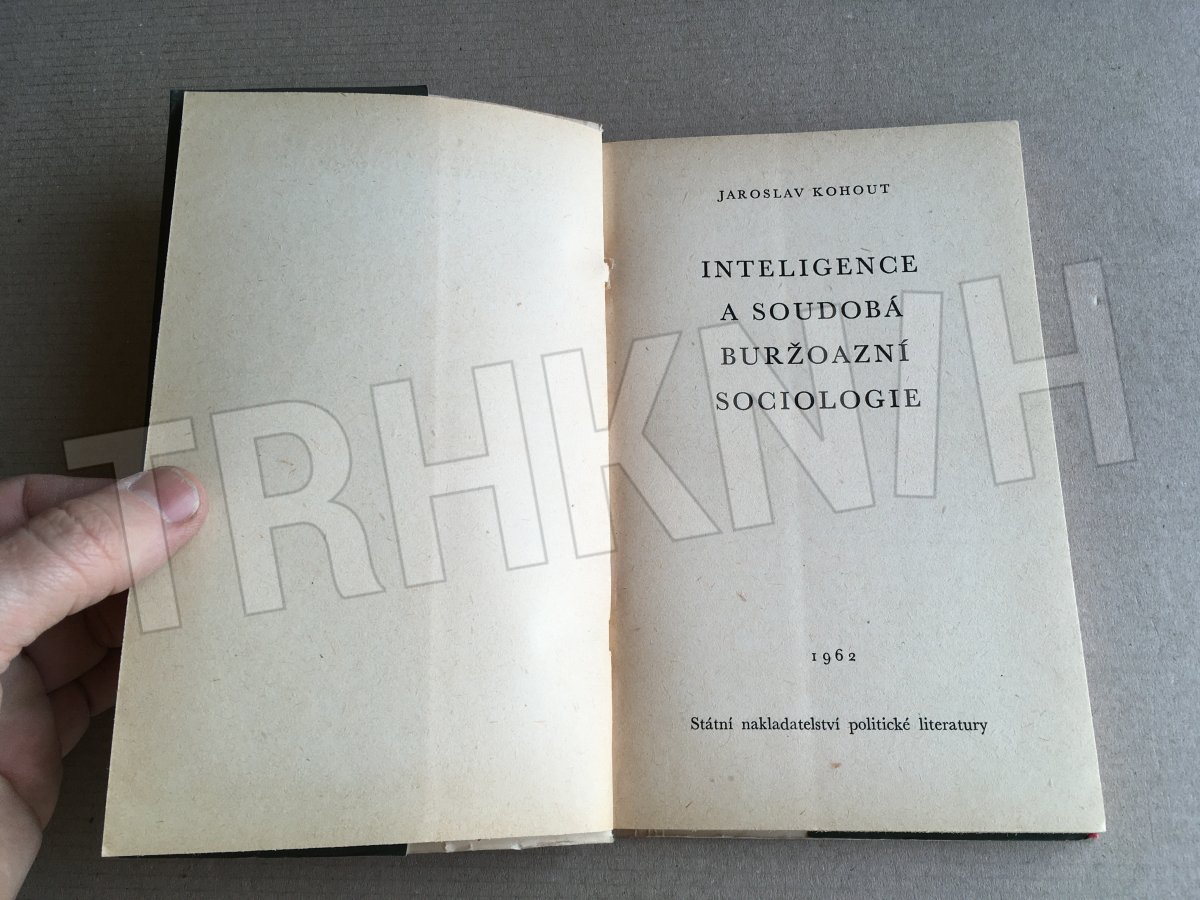 JAROSLAV KOHOUT
INTELIGENCE
A SOUDOBÁ
BURŽOAZNÍ
SOCIOLOGIE
TRHKNIH
1962
Státní nakladatelství politické literatury